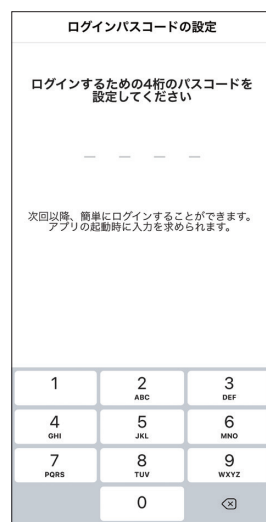 ログインパスコードの設定
ログインするための4桁のパスコードを
設定してください
次回以降、簡単にログインすることができます。
アプリの起動時に入力を求められます。
1 2 3
ABC DEF
4 5 6
GHI JKL MNO
7 8 9
PQRS TUV WXYZ
0